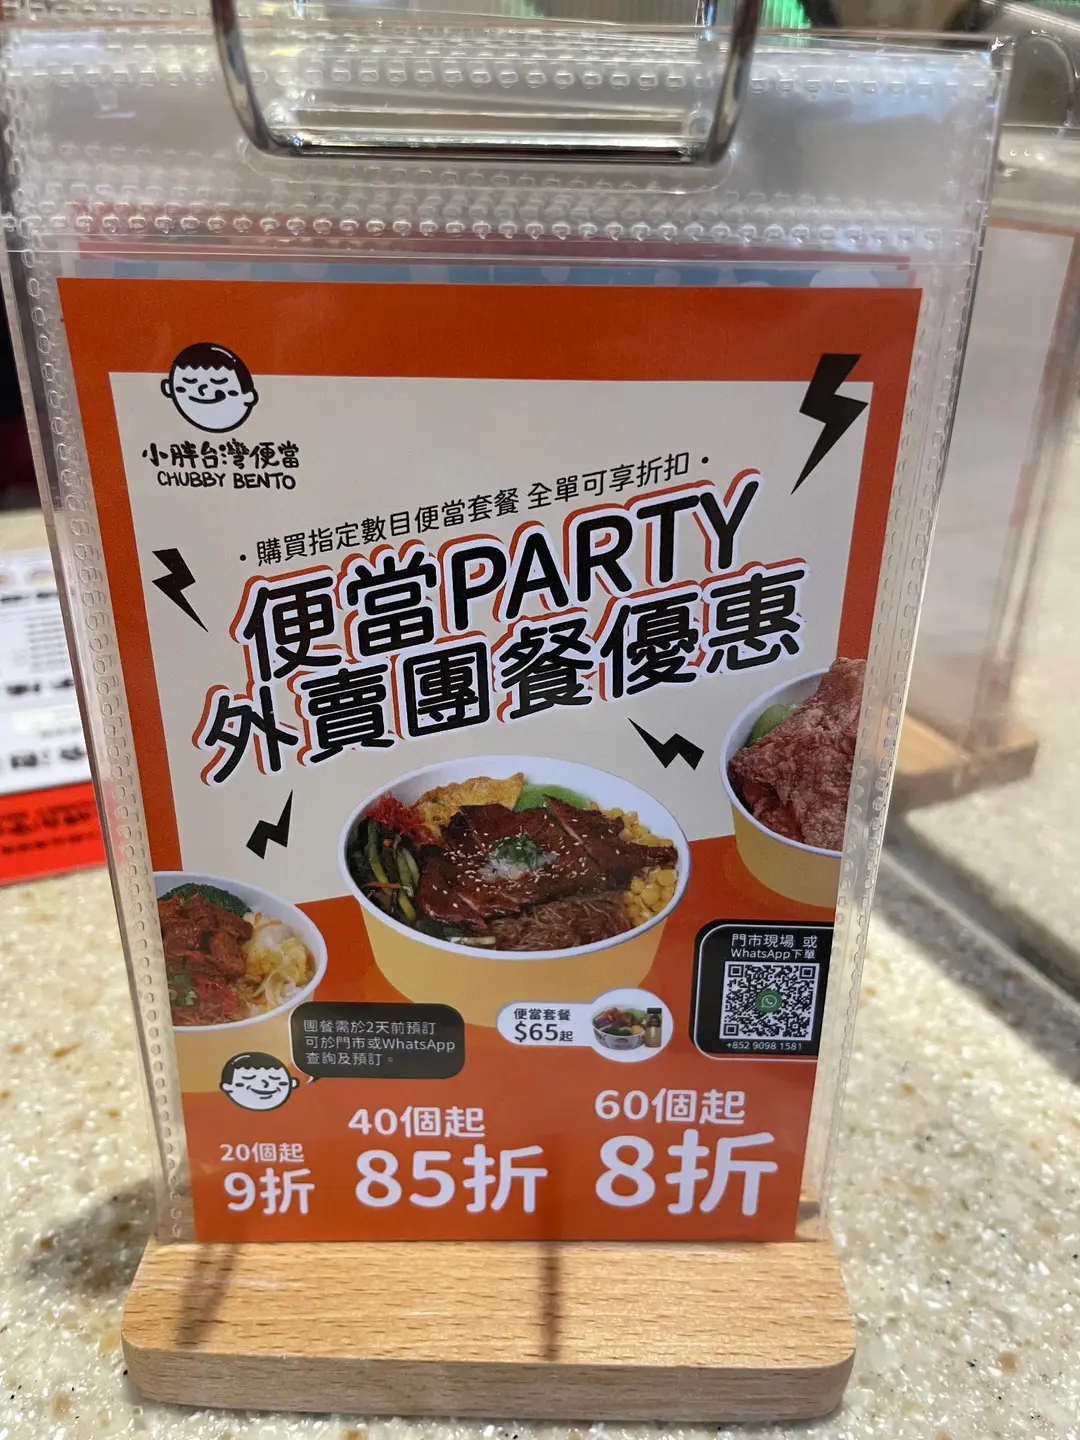 小胖台灣便當
CHUBBY BENTO
・購買指定數目便當套餐 全單可享折扣・
便當PARTY
外賣團餐優惠
門市現場 或
WhatsApp下單
+852 9098 1581
便當套餐
$65起
團餐需於2天前預訂
可於門市或WhatsApp
查詢及預訂。
20個起
9折
40個起
85折
60個起
8折